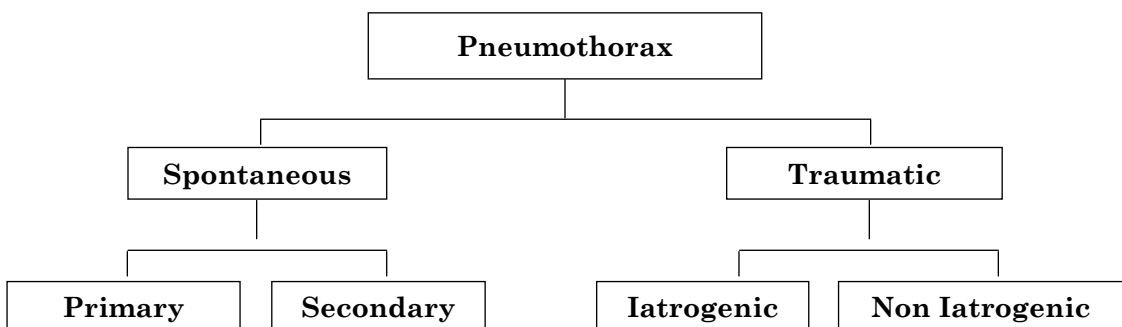 Pneumothorax
Spontaneous Traumatic
Primary Secondary Iatrogenic Non Iatrogenic